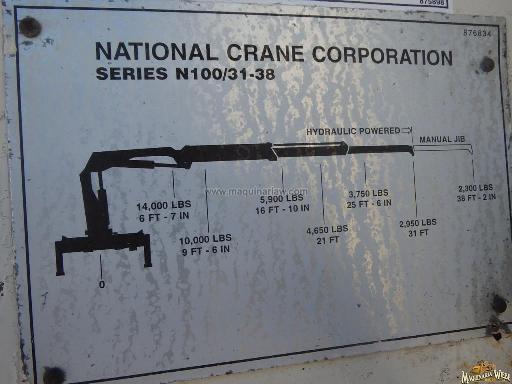 875898
876834
NATIONAL CRANE CORPORATION
SERIES N100/31-38
HYDRAULIC POWERED
MANUAL JIB
www.maquinariaw.com
14,000 LBS
6 FT - 7 IN
10,000 LBS
9 FT - 6 IN
5,900 LBS
16 FT - 10 IN
4,650 LBS
21 FT
3,750 LBS
25 FT - 6 IN
2,950 LBS
31 FT
2,300 LBS
38 FT - 2 IN
0
MAQUINARIA WEEZ